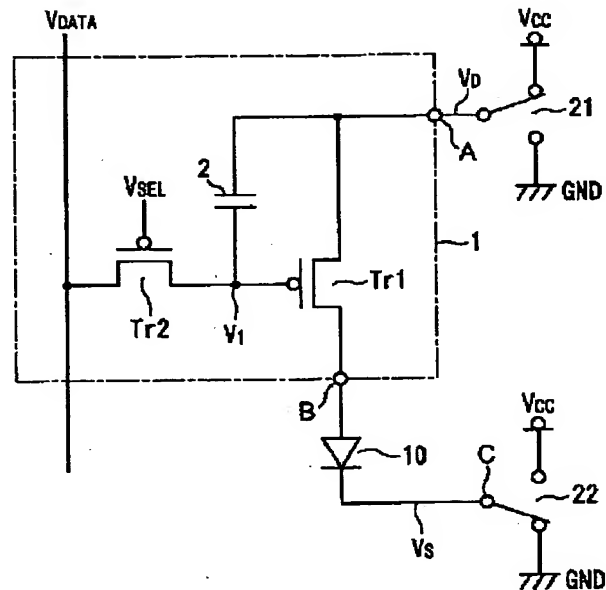 VDATA
VCC
VD
21
A
2
GND
VSEL
1
Tr1
Tr2
V1
B
VCC
10
C
22
VS
GND